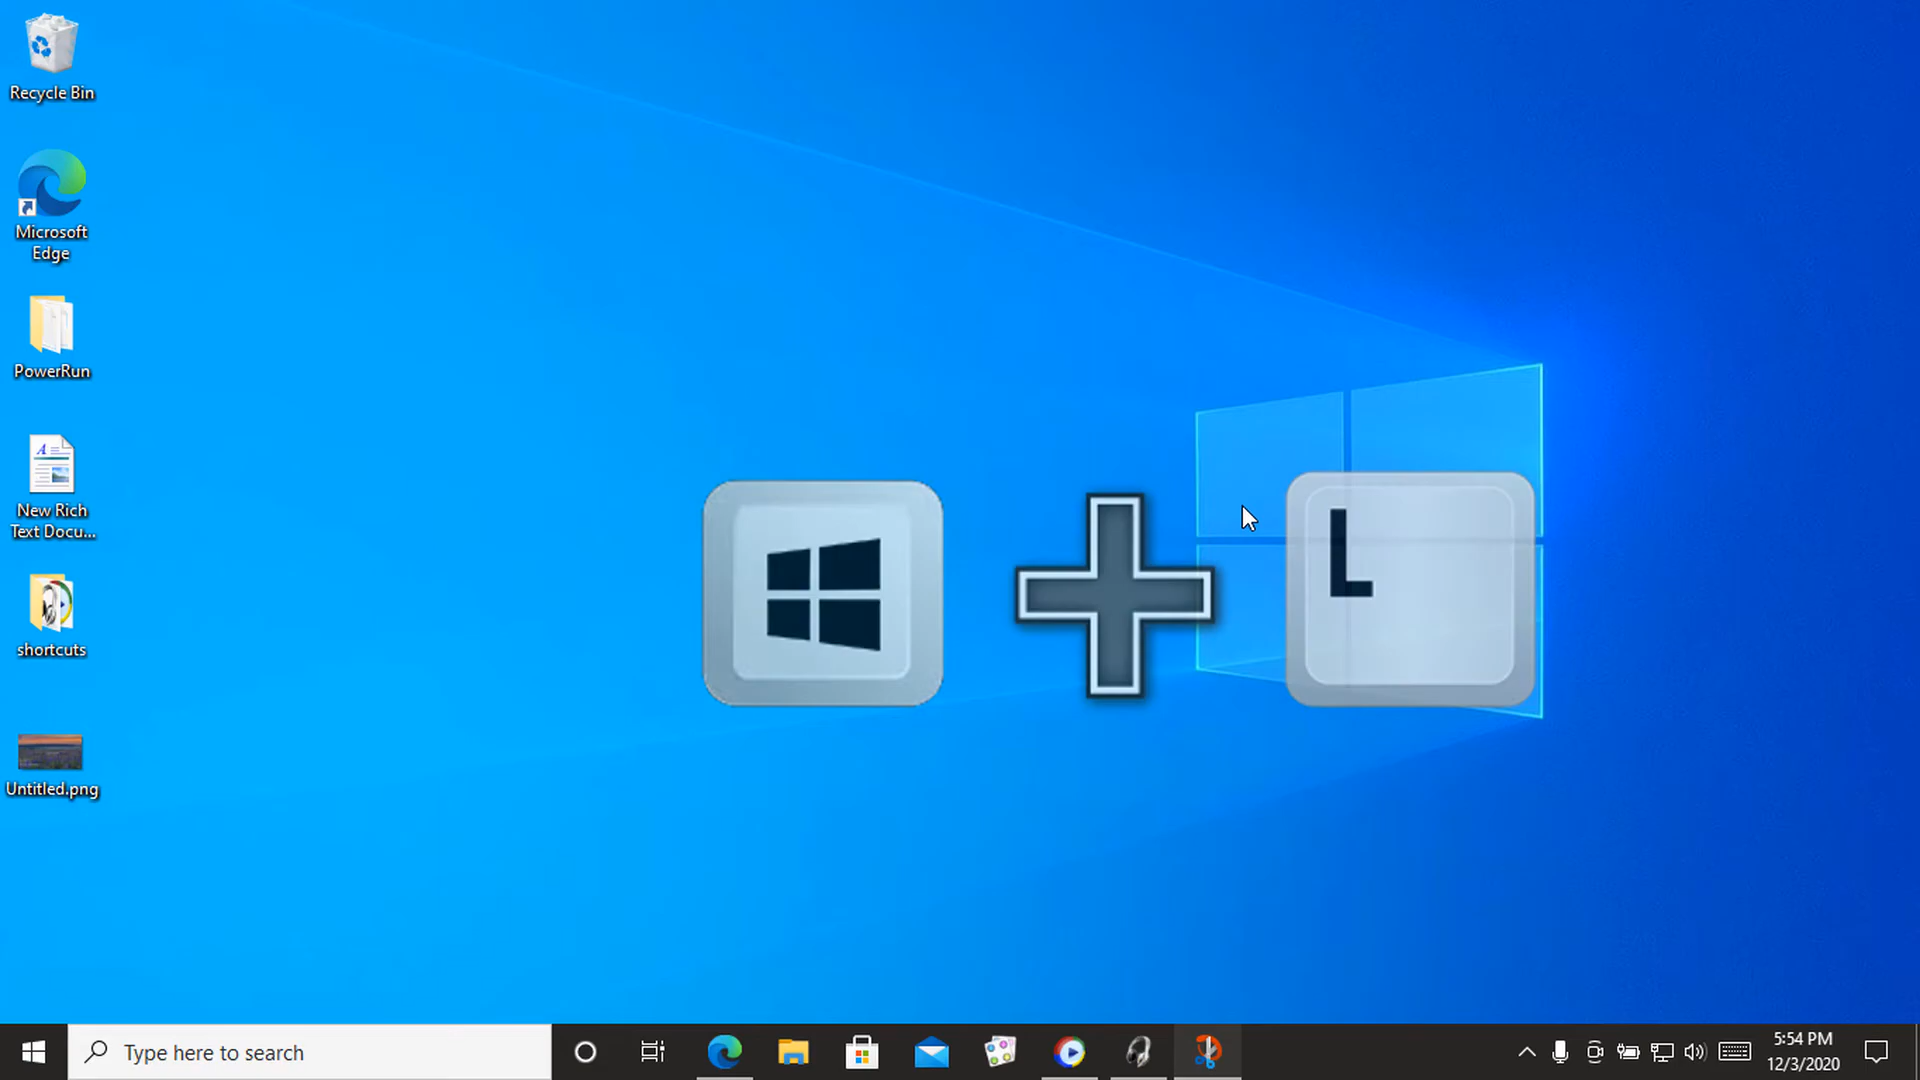 Recycle Bin
Microsoft
Edge
PowerRun
New Rich
Text Docu...
shortcuts
Untitled.png
L
Type here to search
5:54 PM
12/3/2020